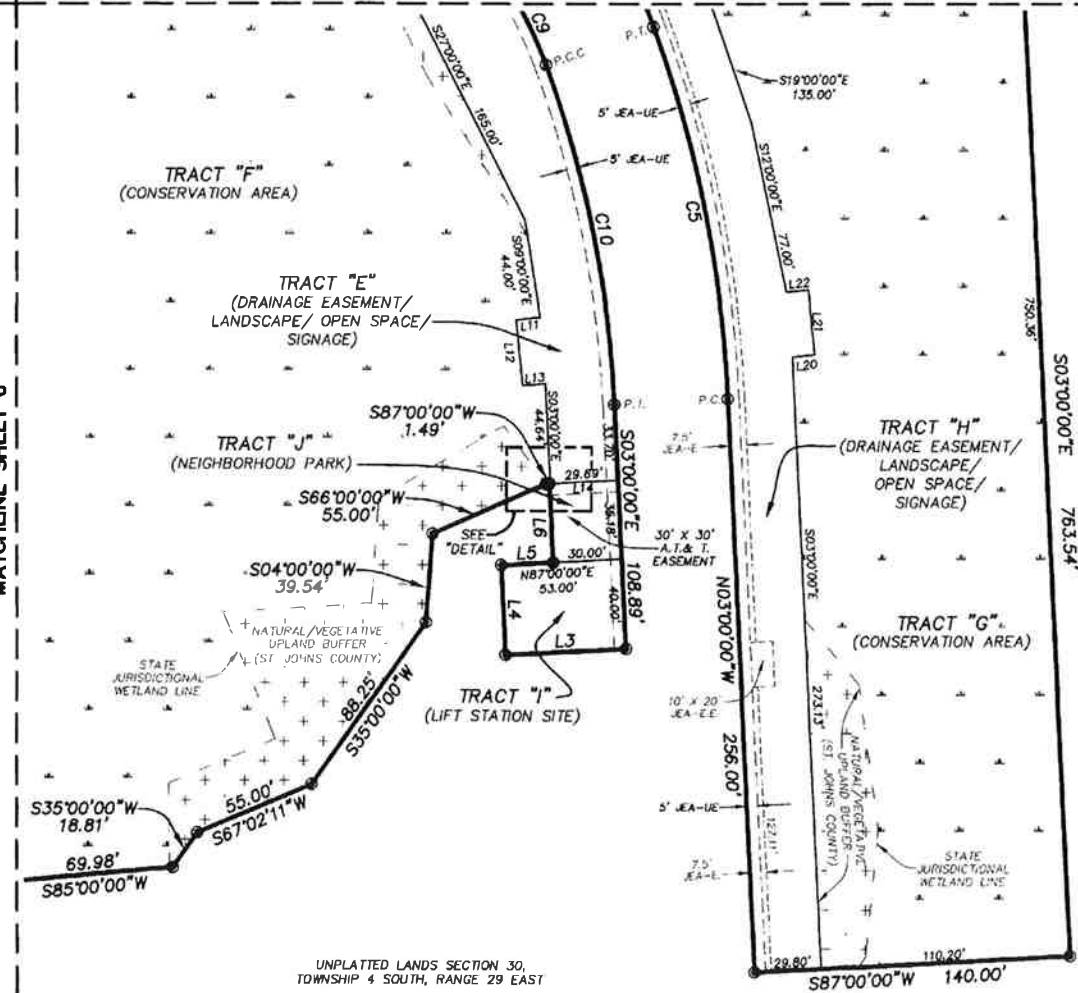 MATCHLINE SHEET 6
TRACT "F"
(CONSERVATION AREA)
S27°00'00"E
165.00'
C9
P.C.C
P.T.
S19°00'00"E
135.00'
5' JEA-UE
5' JEA-UE
S12°00'00"E
77.00'
C10
C5
S09°00'00"E
44.00'
TRACT "E"
(DRAINAGE EASEMENT/
LANDSCAPE/ OPEN SPACE/
SIGNAGE)
L11
L12
L13
L22
L21
L20
750.36'
S03°00'00"E
763.54'
S87°00'00"W
1.49'
S03°00'00"E
44.64'
P.C.
33.70'
S03°00'00"E
108.89'
TRACT "J"
(NEIGHBORHOOD PARK)
29.69'
L14
36.18'
7.5'
JEA-E
TRACT "H"
(DRAINAGE EASEMENT/
LANDSCAPE/
OPEN SPACE/
SIGNAGE)
S66°00'00"W
55.00'
SEE
"DETAIL"
L6
30' X 30'
A.T.& T.
EASEMENT
L5
30.00'
N87°00'00"E
53.00'
40.00'
S04°00'00"W
39.54'
L4
L3
N03°00'00"W
256.00'
S03°00'00"E
273.13'
TRACT "G"
(CONSERVATION AREA)
NATURAL/VEGETATIVE
UPLAND BUFFER
(ST. JOHNS COUNTY)
STATE
JURISDICTIONAL
WETLAND LINE
88.25'
S35°00'00"W
TRACT "I"
(LIFT STATION SITE)
10' X 20'
JEA-E.E.
NATURAL/VEGETATIVE
UPLAND BUFFER
(ST. JOHNS COUNTY)
S35°00'00"W
18.81'
55.00'
S67°02'11"W
5' JEA-UE
127.11'
7.5'
JEA-E
STATE
JURISDICTIONAL
WETLAND LINE
69.98'
S85°00'00"W
UNPLATTED LANDS SECTION 30,
TOWNSHIP 4 SOUTH, RANGE 29 EAST
29.80'
110.20'
S87°00'00"W 140.00'